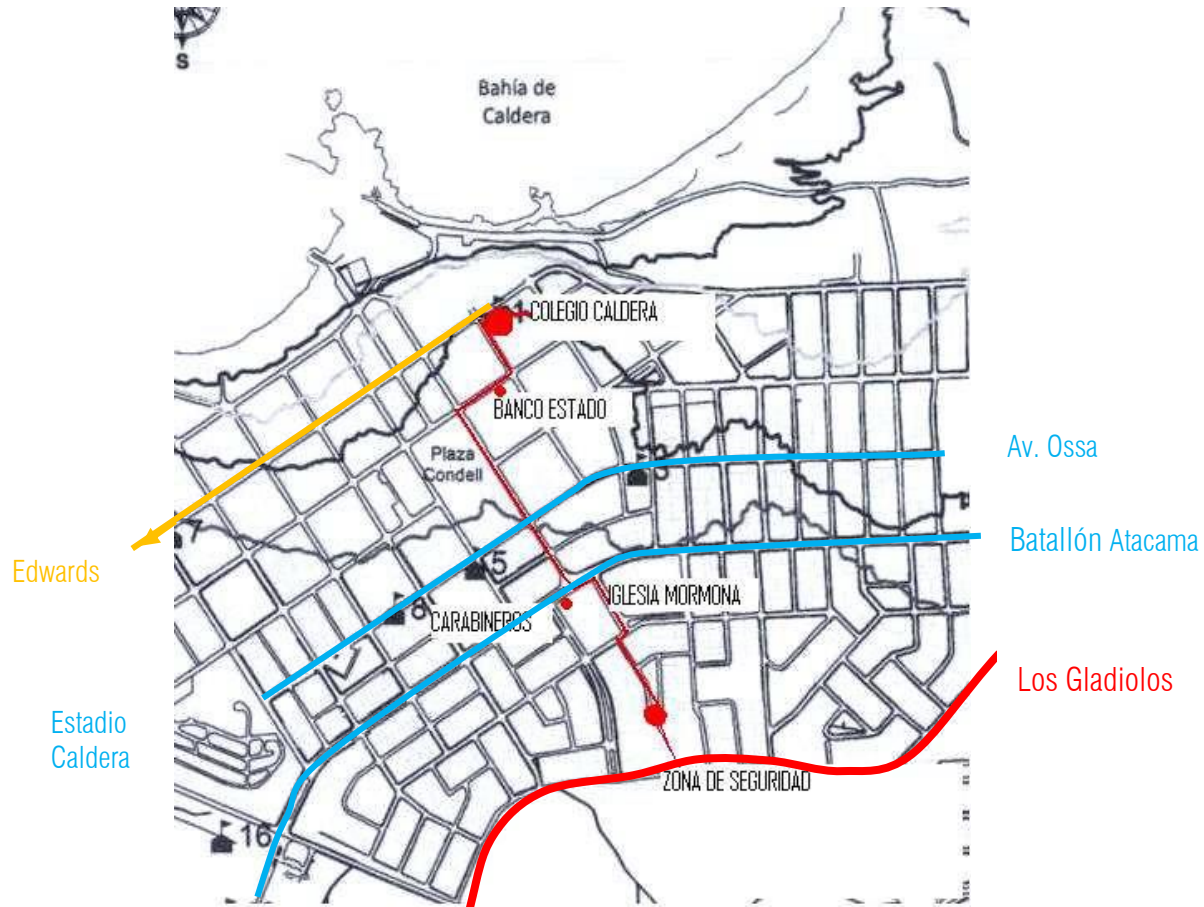 S
Bahía de
Caldera
1
COLEGIO CALDERA
BANCO ESTADO
Plaza
Condell
Av. Ossa
Batallón Atacama
7
Edwards
5
8
CARABINEROS
IGLESIA MORMONA
Los Gladiolos
Estadio
Caldera
ZONA DE SEGURIDAD
16